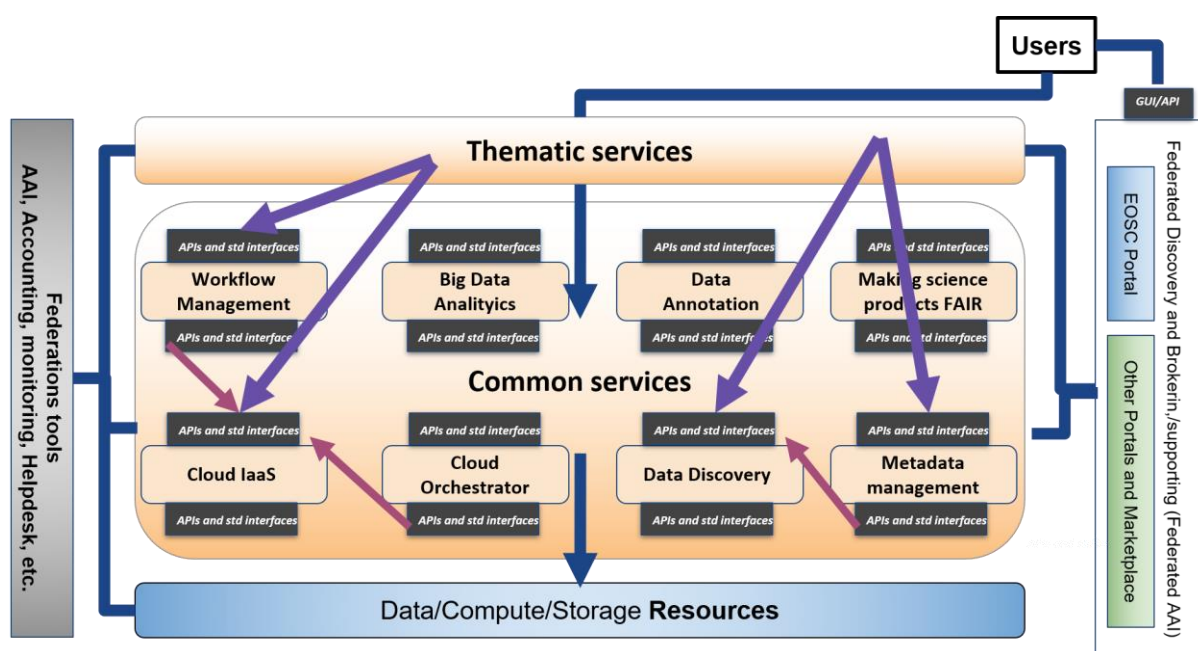 Users
GUI/API
Thematic services
APIs and std interfaces
APIs and std interfaces
APIs and std interfaces
APIs and std interfaces
Workflow
Management
Big Data
Analityics
Data
Annotation
Making science
products FAIR
APIs and std interfaces
APIs and std interfaces
APIs and std interfaces
APIs and std interfaces
Common services
APIs and std interfaces
APIs and std interfaces
APIs and std interfaces
APIs and std interfaces
Cloud IaaS
Cloud
Orchestrator
Data Discovery
Metadada
management
APIs and std interfaces
APIs and std interfaces
APIs and std interfaces
APIs and std interfaces
Data/Compute/Storage Resources
Federations tools
AAI, Accounting, monitoring, Helpdesk, etc.
Federated Discovery and Brokerin,/supporting (Federated AAI)
EOSC Portal
Other Portals and Marketplace